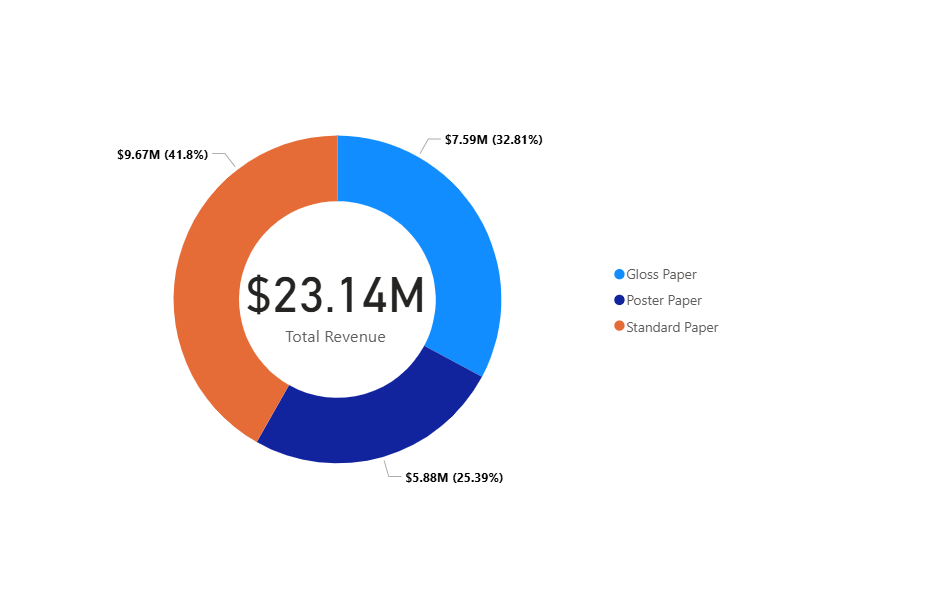 $9.67M (41.8%)
$7.59M (32.81%)
$23.14M
Total Revenue
$5.88M (25.39%)
Gloss Paper
Poster Paper
Standard Paper